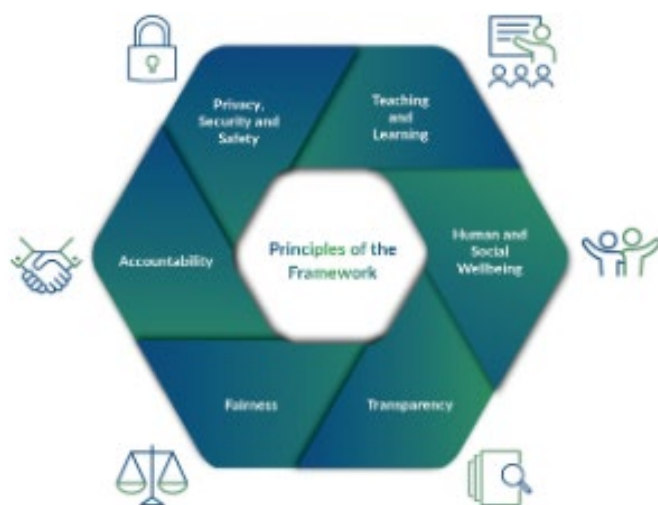 Privacy,
Security and
Safety
Teaching
and
Learning
Human and
Social
Wellbeing
Transparency
Fairness
Accountability
Principles of the
Framework